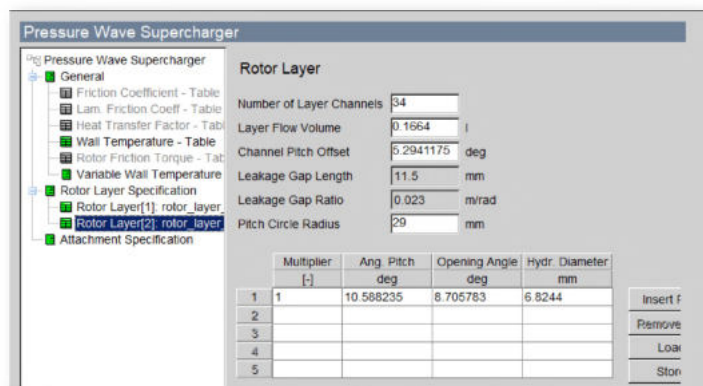 Pressure Wave Supercharger
Pressure Wave Supercharger
General
Friction Coefficient - Table
Lam. Friction Coeff - Table
Heat Transfer Factor - Tabl
Wall Temperature - Table
Rotor Friction Torque - Tab
Variable Wall Temperature
Rotor Layer Specification
Rotor Layer[1]: rotor_layer_
Rotor Layer[2]: rotor_layer_
Attachment Specification
Rotor Layer
Number of Layer Channels 34
Layer Flow Volume 0.1664 l
Channel Pitch Offset 5.2941175 deg
Leakage Gap Length 11.5 mm
Leakage Gap Ratio 0.023 m/rad
Pitch Circle Radius 29 mm
Multiplier Ang. Pitch Opening Angle Hydr. Diameter
[-] deg deg mm
1 1 10.588235 8.705783 6.8244
2
3
4
5
Insert
Remove
Loa
Stor